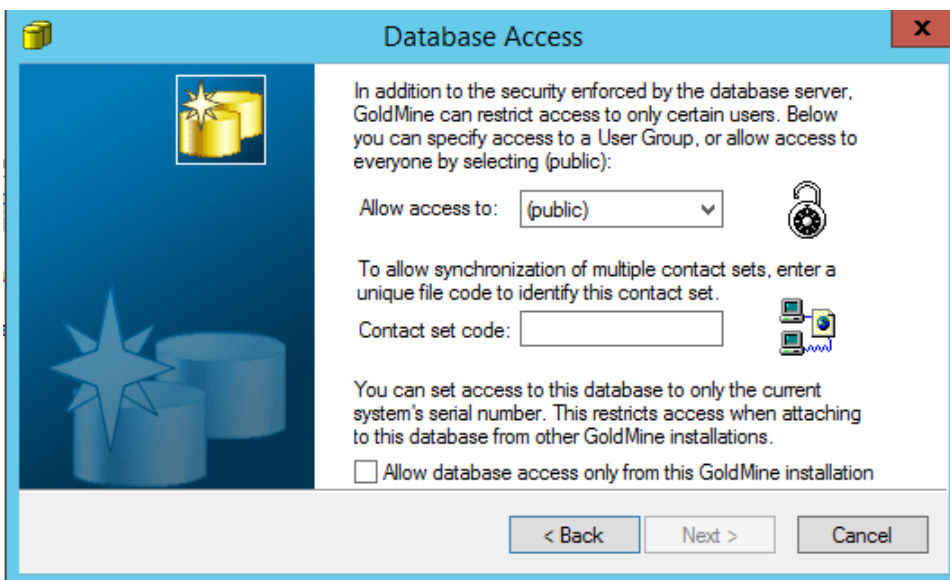 Database Access
x
In addition to the security enforced by the database server,
GoldMine can restrict access to only certain users. Below
you can specify access to a User Group, or allow access to
everyone by selecting (public):
Allow access to: (public)
To allow synchronization of multiple contact sets, enter a
unique file code to identify this contact set.
Contact set code:
You can set access to this database to only the current
system's serial number. This restricts access when attaching
to this database from other GoldMine installations.
Allow database access only from this GoldMine installation
< Back Next > Cancel